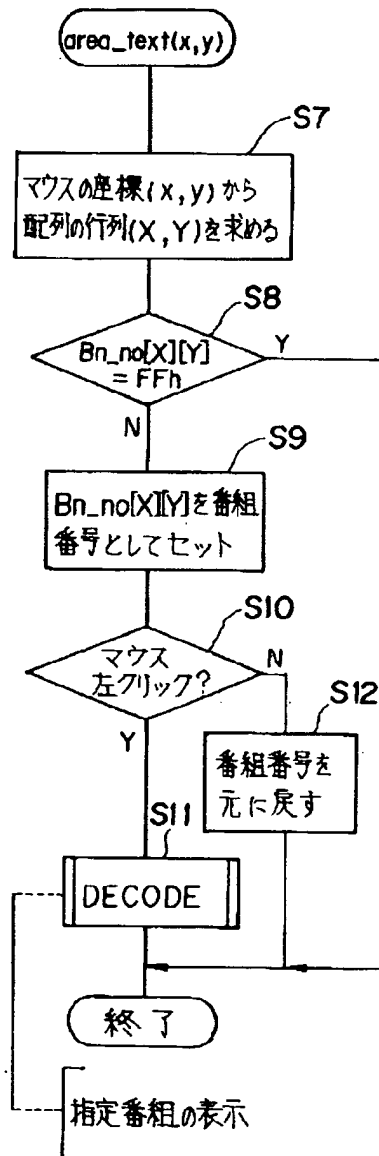 area_text(x,y)
S7
マウスの座標(x,y)から
配列の行列(X,Y)を求める
S8
Bn_no[X][Y]
=FFh
Y
N
S9
Bn_no[X][Y]を番組
番号としてセット
S10
マウス
左クリック?
N
Y
S12
番組番号を
元に戻す
S11
DECODE
終了
指定番組の表示